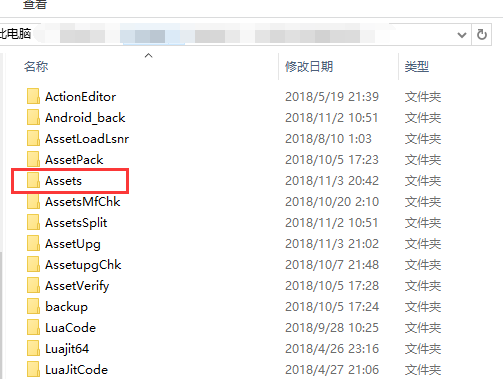 查看
此电脑
名称 修改日期 类型
ActionEditor 2018/5/19 21:39 文件夹
Android_back 2018/11/2 10:51 文件夹
AssetLoadLsnr 2018/8/10 1:03 文件夹
AssetPack 2018/10/5 17:23 文件夹
Assets 2018/11/3 20:42 文件夹
AssetsMfChk 2018/10/20 2:10 文件夹
AssetsSplit 2018/11/2 10:51 文件夹
AssetUpg 2018/11/3 21:02 文件夹
AssetupgChk 2018/10/7 21:48 文件夹
AssetVerify 2018/10/5 17:28 文件夹
backup 2018/10/5 17:24 文件夹
LuaCode 2018/9/28 10:25 文件夹
Luajit64 2018/4/26 23:16 文件夹
LuaJitCode 2018/4/27 21:06 文件夹